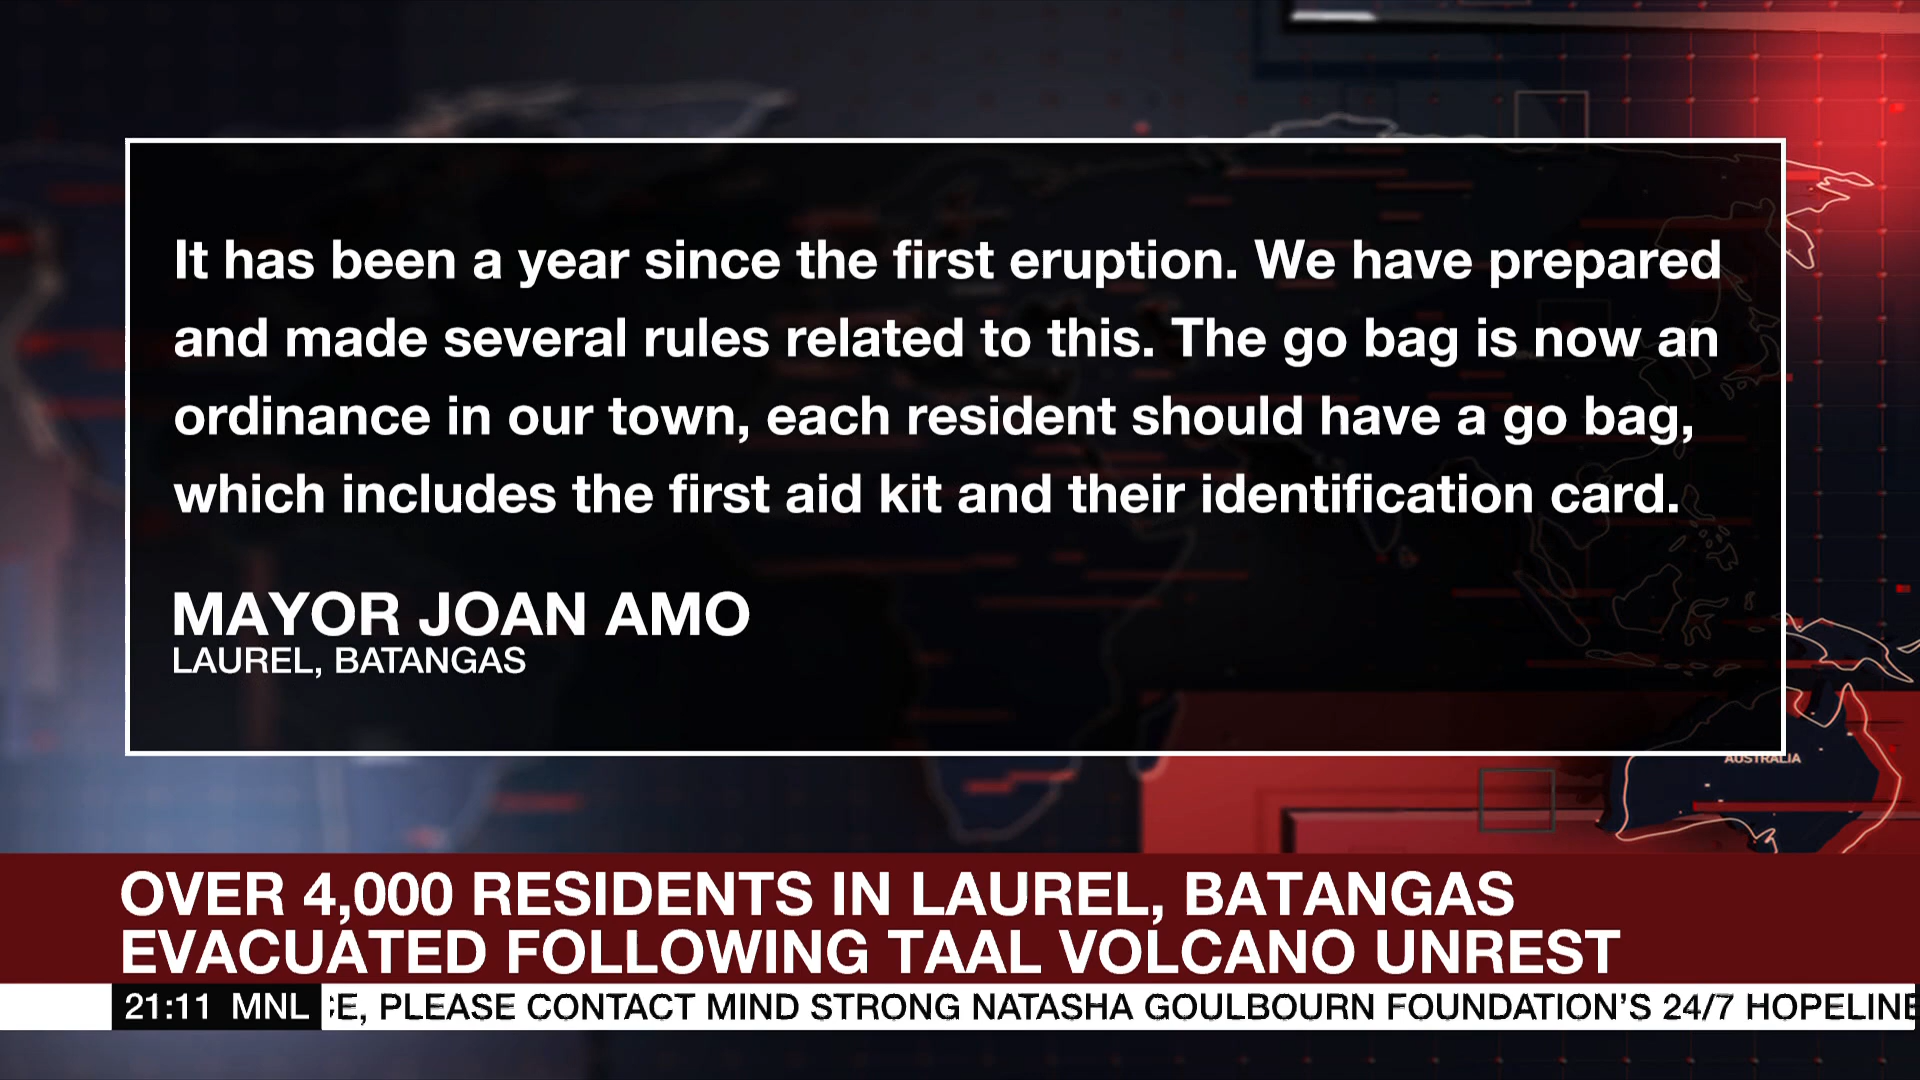 It has been a year since the first eruption. We have prepared
and made several rules related to this. The go bag is now an
ordinance in our town, each resident should have a go bag,
which includes the first aid kit and their identification card.
MAYOR JOAN AMO
LAUREL, BATANGAS
AUSTRALIA
OVER 4,000 RESIDENTS IN LAUREL, BATANGAS
EVACUATED FOLLOWING TAAL VOLCANO UNREST
21:11 MNL
PLEASE CONTACT MIND STRONG NATASHA GOULBOURN FOUNDATION'S 24/7 HOPELINE